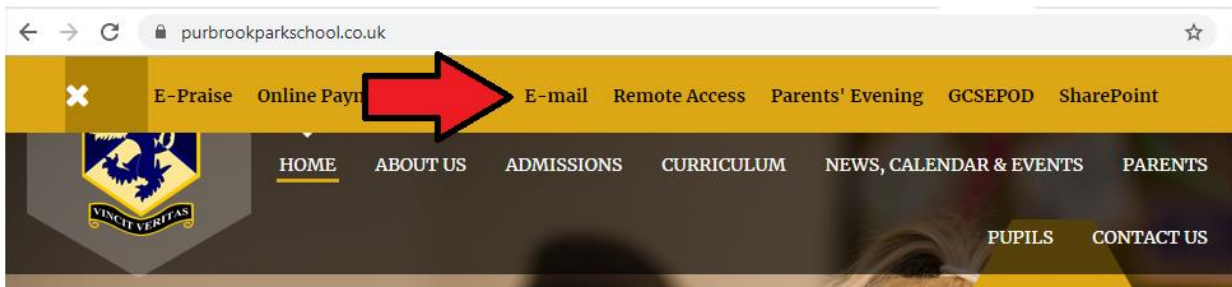 purbrookparkschool.co.uk
E-Praise Online Paym E-mail Remote Access Parents' Evening GCSEPOD SharePoint
HOME ABOUT US ADMISSIONS CURRICULUM NEWS, CALENDAR & EVENTS PARENTS
VINCIT VERITAS
PUPILS CONTACT US